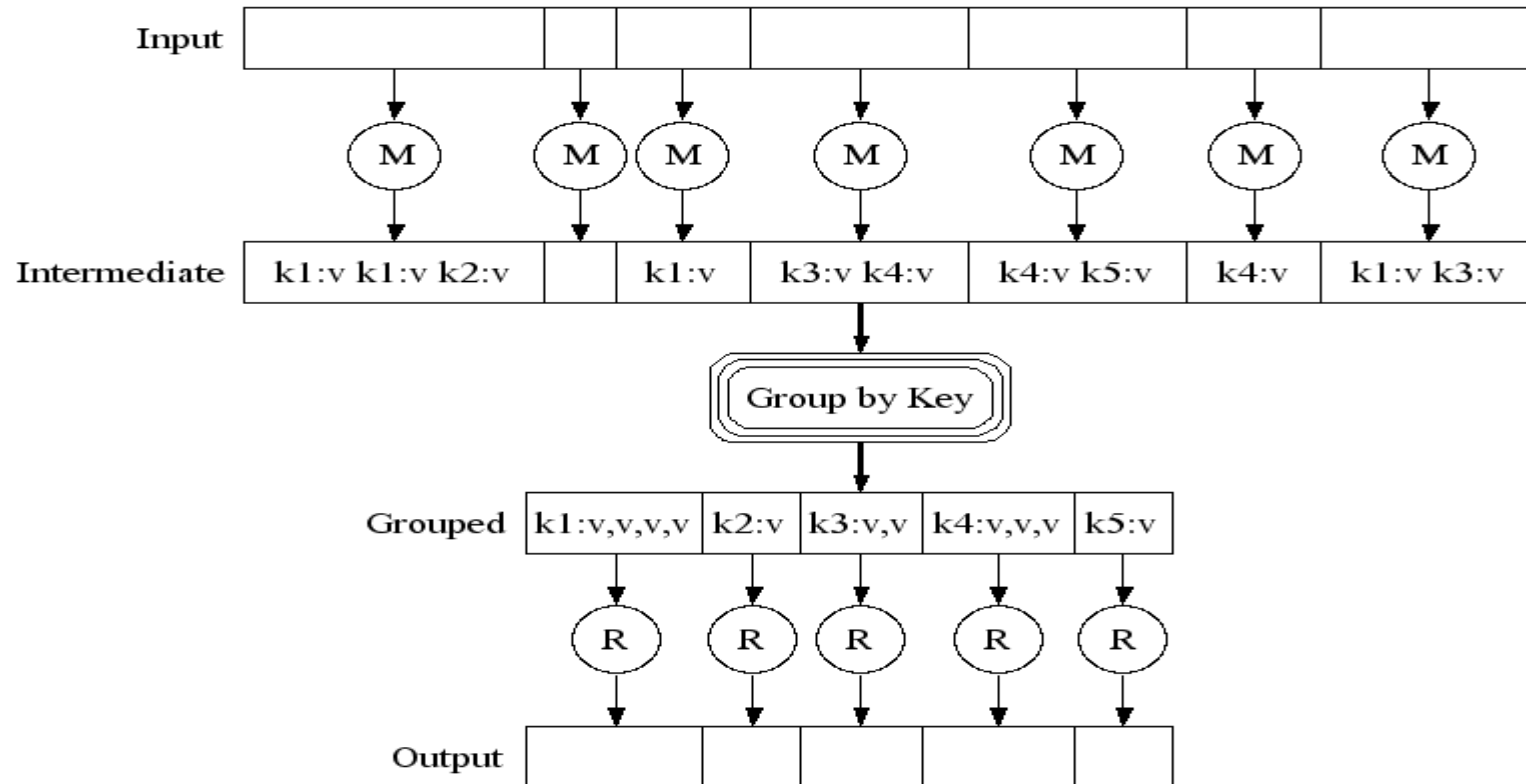 Input
M M M M M M M
Intermediate k1:v k1:v k2:v k1:v k3:v k4:v k4:v k5:v k4:v k1:v k3:v
Group by Key
Grouped k1:v,v,v,v k2:v k3:v,v k4:v,v,v k5:v
R R R R R
Output